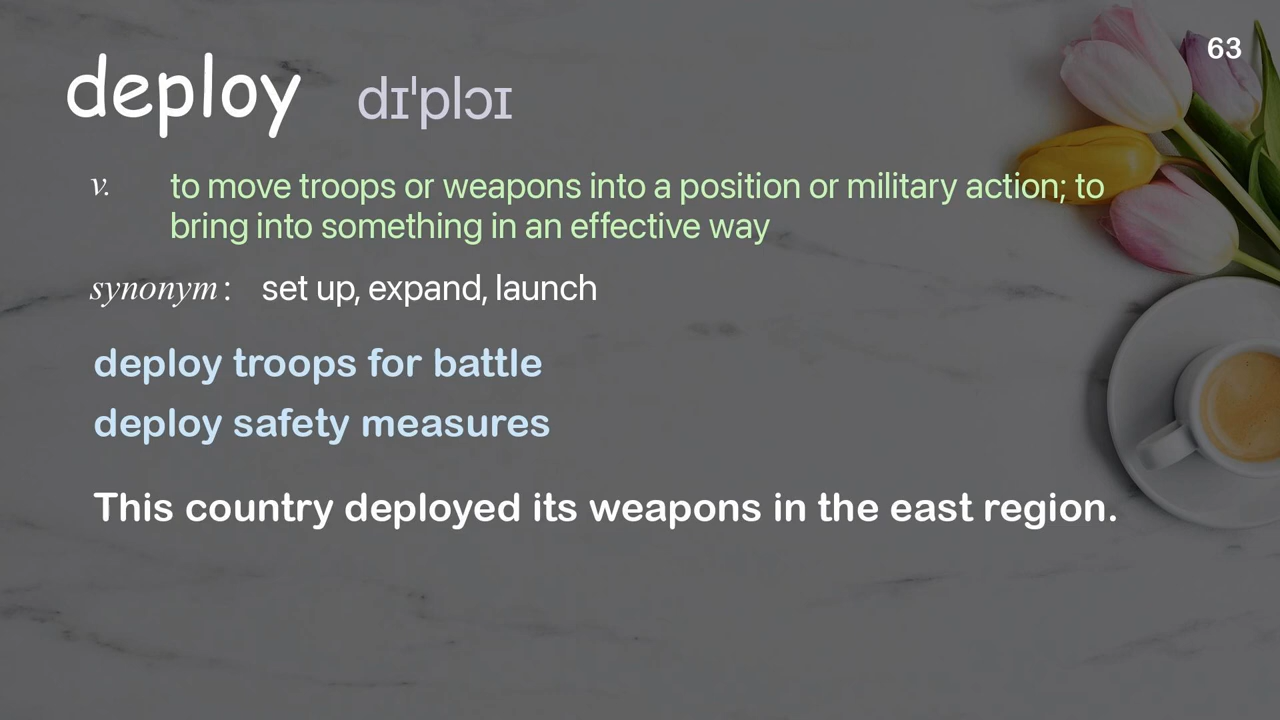 63
deploy dɪˈplɔɪ
v. to move troops or weapons into a position or military action; to
bring into something in an effective way
synonym : set up, expand, launch
deploy troops for battle
deploy safety measures
This country deployed its weapons in the east region.